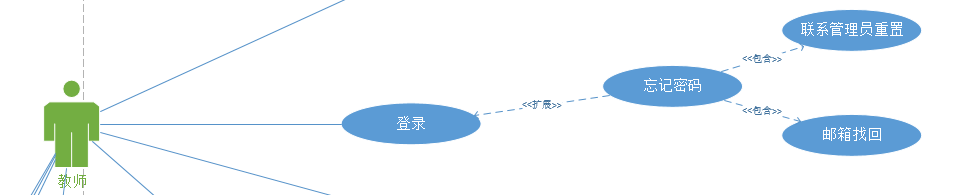 联系管理员重置
<<包含>>
忘记密码
<<扩展>>
<<包含>>
登录
邮箱找回
教师